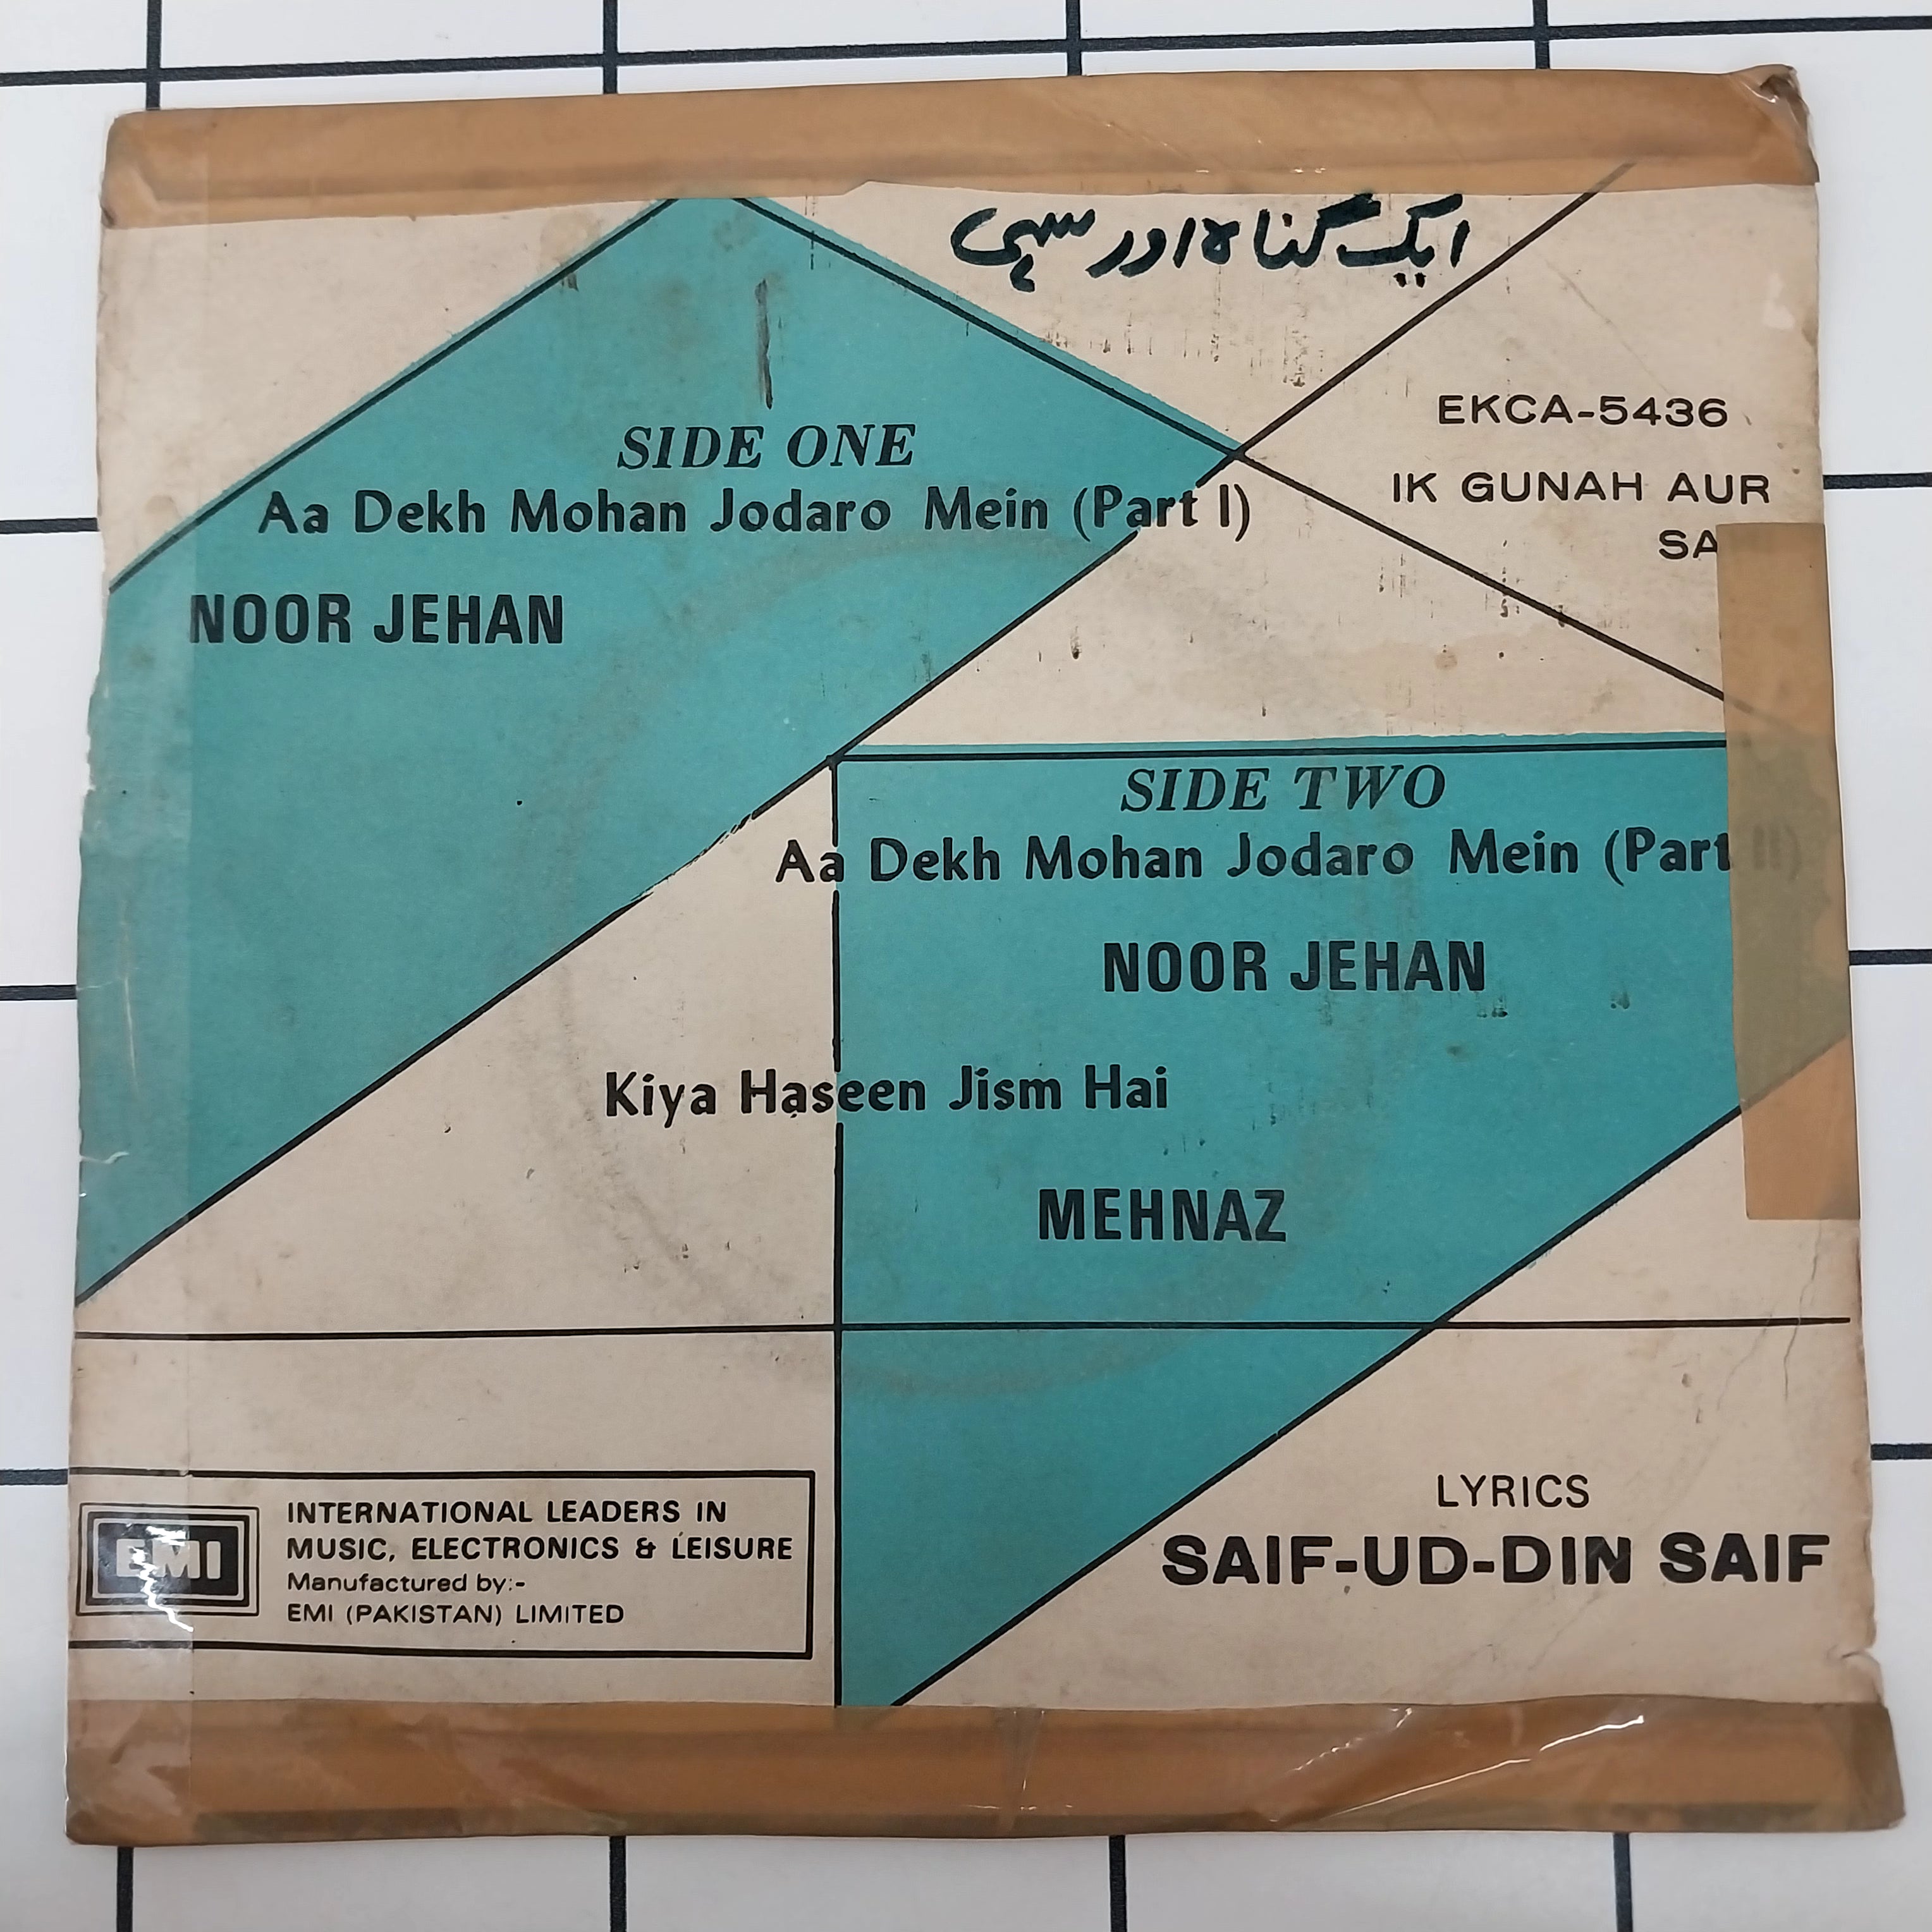 ایک گناہ اور سہی
EKCA-5436
IK GUNAH AUR
SIDE ONE
Aa Dekh Mohan Jodaro Mein (Part I)
NOOR JEHAN
SIDE TWO
Aa Dekh Mohan Jodaro Mein (Part II)
NOOR JEHAN
Kiya Haseen Jism Hai
MEHNAZ
EMI
INTERNATIONAL LEADERS IN
MUSIC, ELECTRONICS & LEISURE
Manufactured by:-
EMI (PAKISTAN) LIMITED
LYRICS
SAIF-UD-DIN SAIF